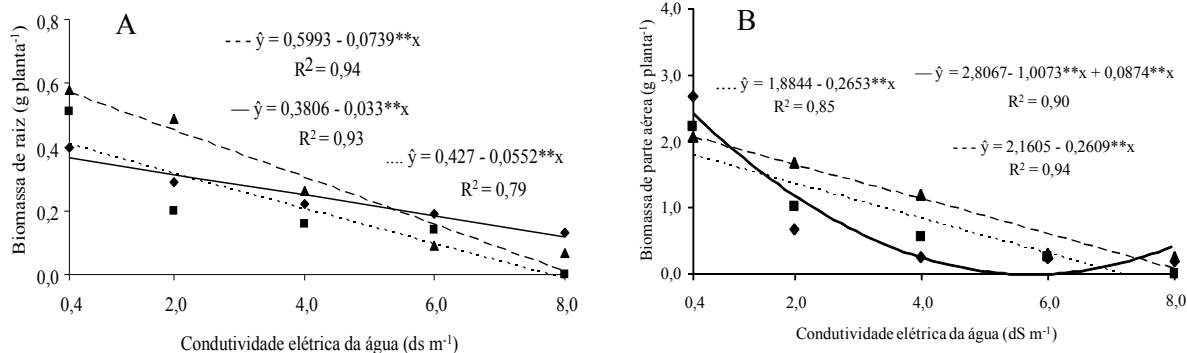 A
Biomassa de raiz (g planta⁻¹)
0,8
0,6
0,4
0,2
0,0
--- ŷ = 0,5993 - 0,0739**x
R² = 0,94
— ŷ = 0,3806 - 0,033**x
R² = 0,93
.... ŷ = 0,427 - 0,0552**x
R² = 0,79
0,4 2,0 4,0 6,0 8,0
Condutividade elétrica da água (ds m⁻¹)
B
Biomassa de parte aérea (g planta⁻¹)
4,0
3,0
2,0
1,0
0,0
.... ŷ = 1,8844 - 0,2653**x
R² = 0,85
— ŷ = 2,8067- 1,0073**x + 0,0874**x
R² = 0,90
--- ŷ = 2,1605 - 0,2609**x
R² = 0,94
0,4 2,0 4,0 6,0 8,0
Condutividade elétrica da água (dS m⁻¹)